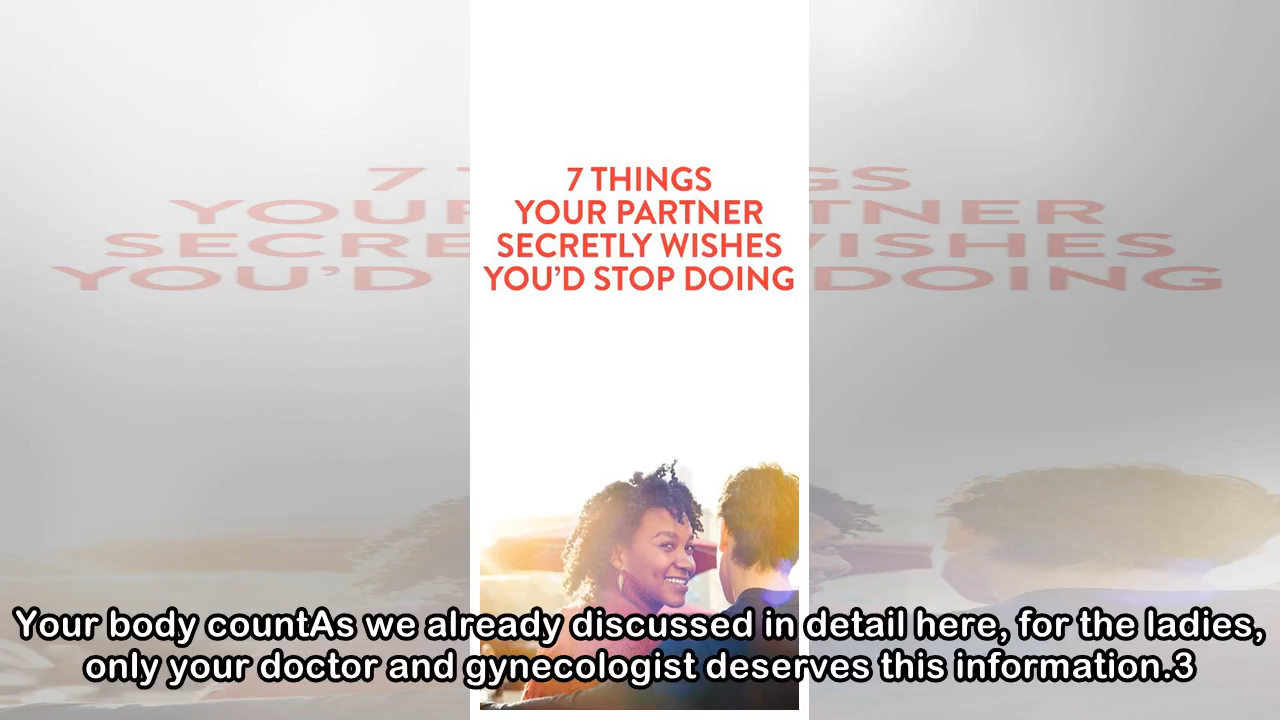 7 THINGS
YOUR PARTNER
SECRETLY WISHES
YOU'D STOP DOING
Your body countAs we already discussed in detail here, for the ladies,
only your doctor and gynecologist deserves this information.3